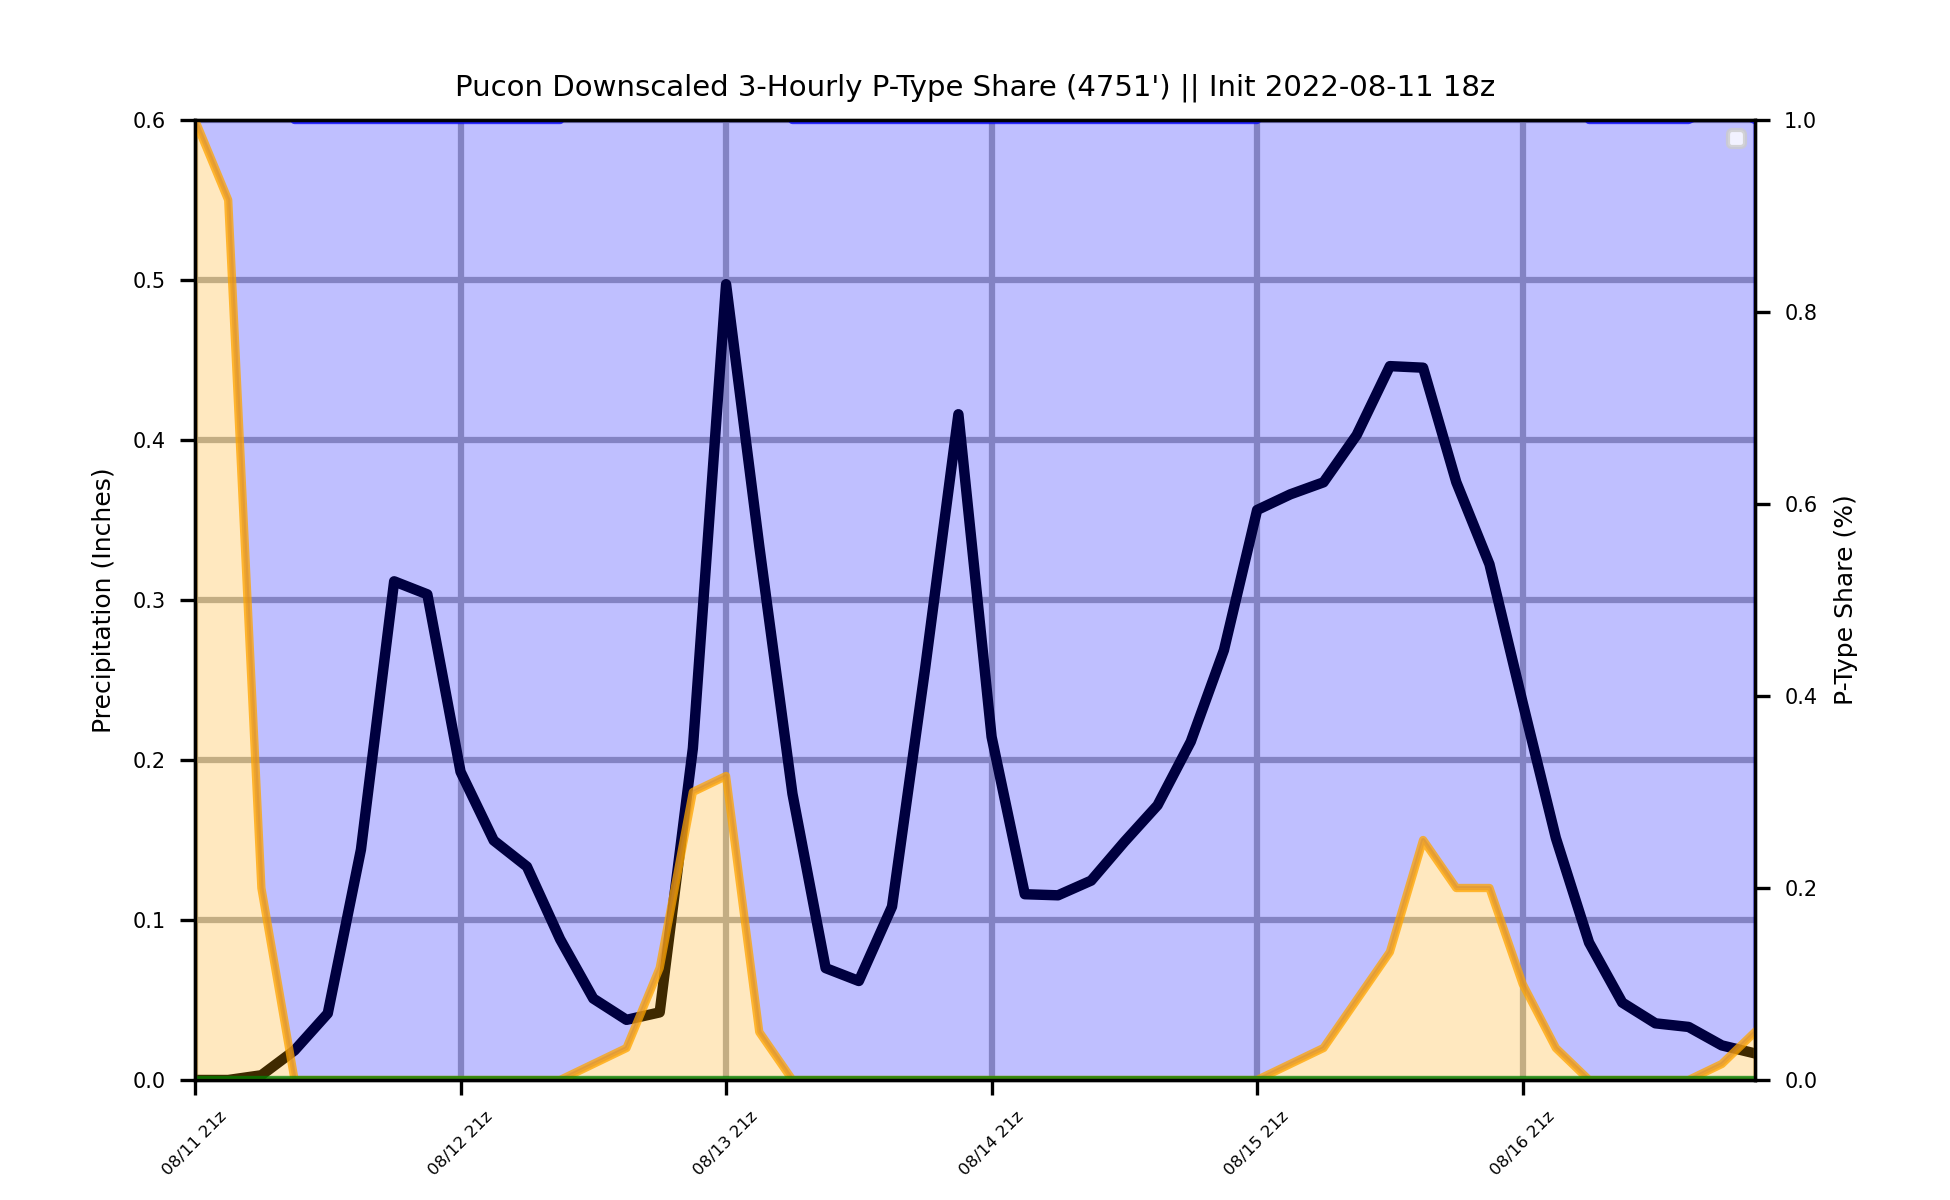 Pucon Downscaled 3-Hourly P-Type Share (4751') || Init 2022-08-11 18z
0.6
0.5
0.4
0.3
0.2
0.1
0.0
Precipitation (Inches)
1.0
0.8
0.6
0.4
0.2
0.0
P-Type Share (%)
08/11 21z
08/12 21z
08/13 21z
08/14 21z
08/15 21z
08/16 21z